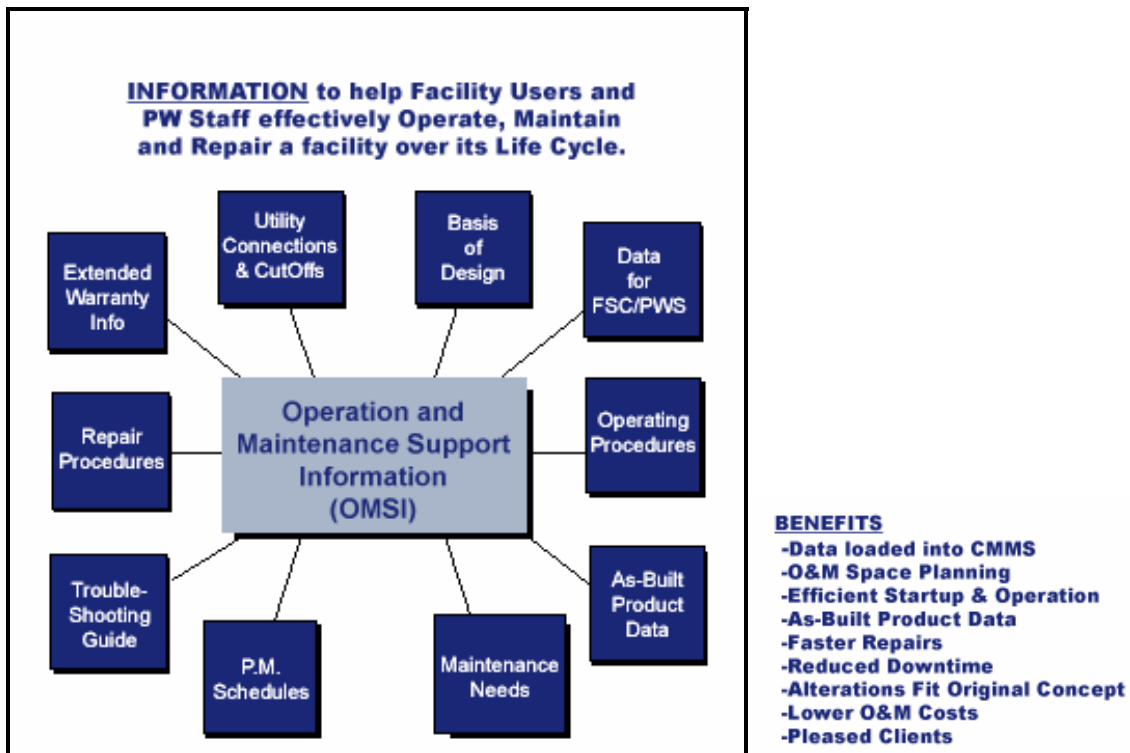 INFORMATION to help Facility Users and
PW Staff effectively Operate, Maintain
and Repair a facility over its Life Cycle.
Utility
Connections
& CutOffs
Basis
of
Design
Data
for
FSC/PWS
Extended
Warranty
Info
Operation and
Maintenance Support
Information
(OMSI)
Repair
Procedures
Operating
Procedures
Trouble-
Shooting
Guide
P.M.
Schedules
Maintenance
Needs
As-Built
Product
Data
BENEFITS
-Data loaded into CMMS
-O&M Space Planning
-Efficient Startup & Operation
-As-Built Product Data
-Faster Repairs
-Reduced Downtime
-Alterations Fit Original Concept
-Lower O&M Costs
-Pleased Clients